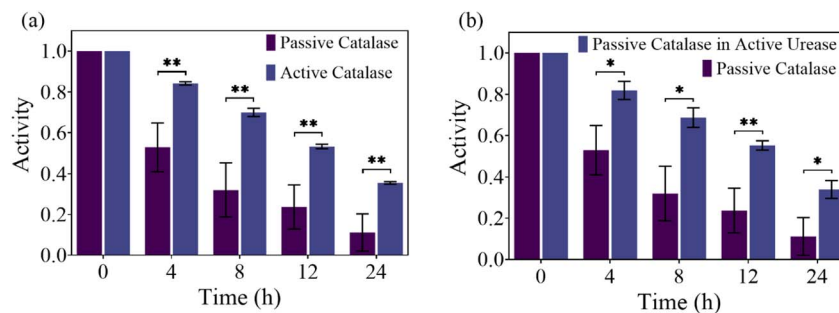 (a)
Passive Catalase
Active Catalase
Activity
1.0
0.8
0.6
0.4
0.2
0.0
**
**
**
**
0 4 8 12 24
Time (h)
(b)
Passive Catalase in Active Urease
Passive Catalase
Activity
1.0
0.8
0.6
0.4
0.2
0.0
*
*
**
*
0 4 8 12 24
Time (h)